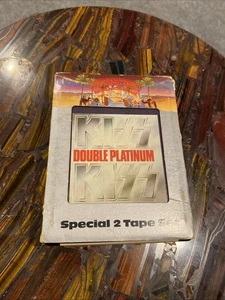 KISS
DOUBLE PLATINUM
KISS
Special 2 Tape Set